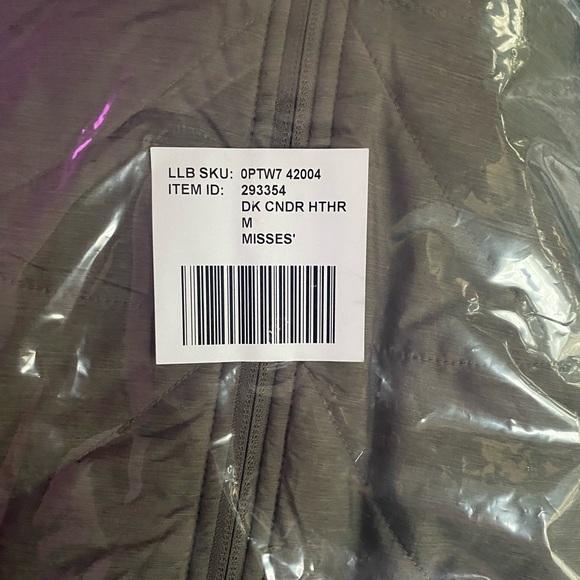 LLB SKU: 0PTW7 42004
ITEM ID: 293354
DK CNDR HTHR
M
MISSES'